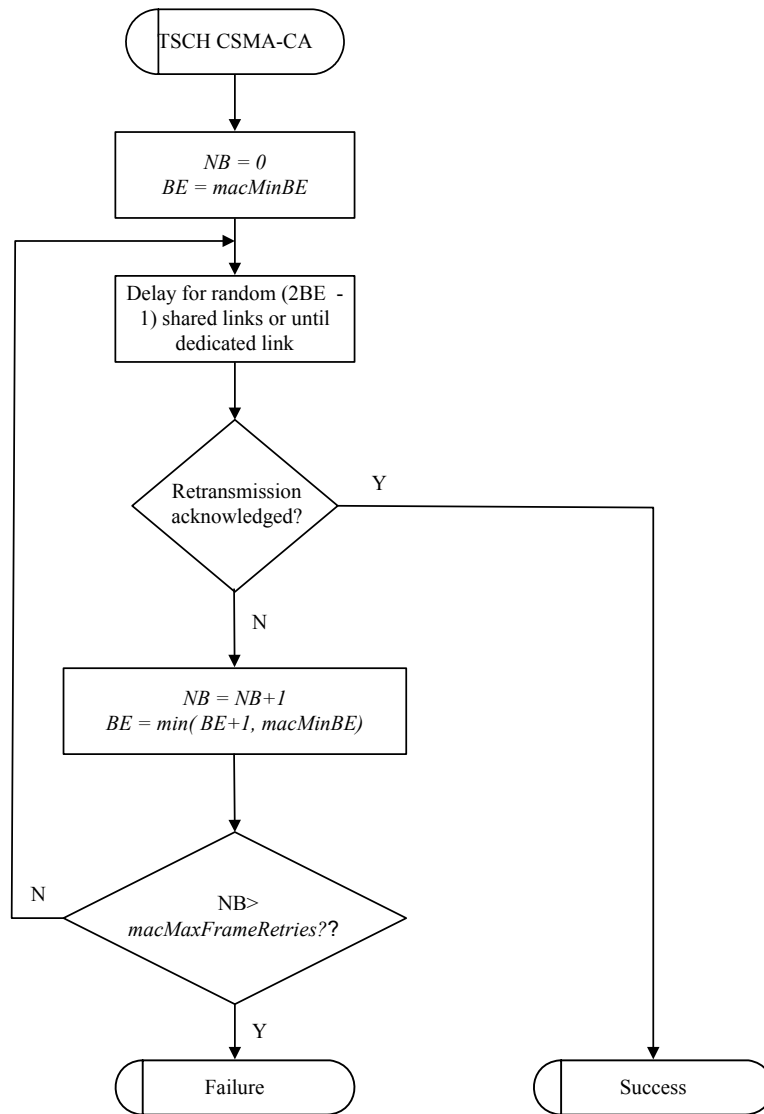 TSCH CSMA-CA
NB = 0
BE = macMinBE
Delay for random (2BE -
1) shared links or until
dedicated link
Retransmission
acknowledged?
Y
N
NB = NB+1
BE = min( BE+1, macMinBE)
N
NB>
macMaxFrameRetries??
Y
Failure
Success